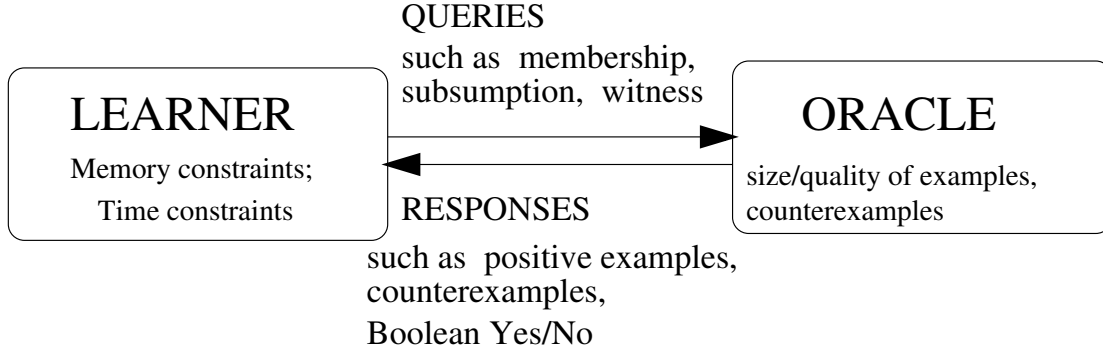 QUERIES
such as membership,
subsumption, witness
LEARNER
Memory constraints;
Time constraints
ORACLE
size/quality of examples,
counterexamples
RESPONSES
such as positive examples,
counterexamples,
Boolean Yes/No